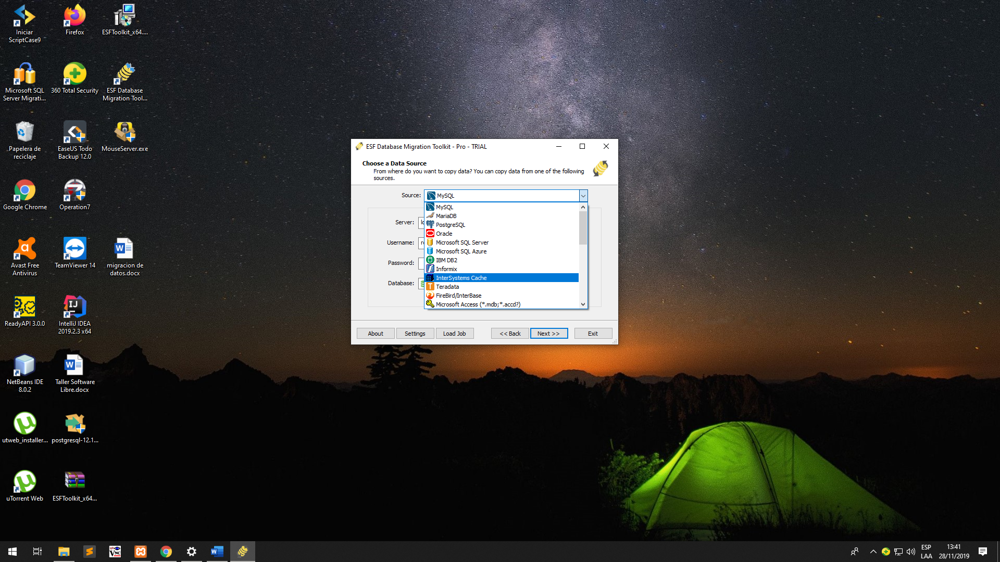 Iniciar
ScriptCase9
Firefox
ESFToolkit_x64....
Microsoft SQL
Server Migrati...
360 Total Security
ESF Database
Migration Tool...
Papelera de
reciclaje
EaseUS Todo
Backup 12.0
MouseServer.exe
Google Chrome
Operation7
Avast Free
Antivirus
TeamViewer 14
migracion de
datos.docx
ReadyAPI 3.0.0
IntelliJ IDEA
2019.2.3 x64
NetBeans IDE
8.0.2
Taller Software
Libre.docx
utweb_installer...
postgresql-12.1...
uTorrent Web
ESFToolkit_x64...
ESF Database Migration Toolkit - Pro - TRIAL
Choose a Data Source
From where do you want to copy data? You can copy data from one of the following
sources.
Source:
MySQL
MySQL
MariaDB
PostgreSQL
Oracle
Microsoft SQL Server
Microsoft SQL Azure
IBM DB2
Informix
InterSystems Cache
Teradata
FireBird/InterBase
Microsoft Access (*.mdb;*.accd?)
Server:
Username:
Password:
Database:
About
Settings
Load Job
<< Back
Next >>
Exit
ESP
LAA
13:41
28/11/2019